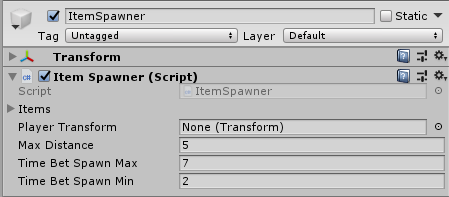 ItemSpawner Static
Tag Untagged Layer Default
Transform
Item Spawner (Script)
Script ItemSpawner
Items
Player Transform None (Transform)
Max Distance 5
Time Bet Spawn Max 7
Time Bet Spawn Min 2